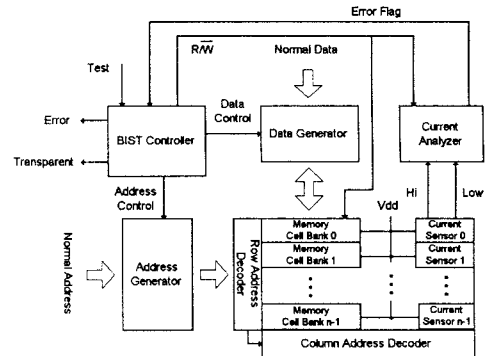 Error Flag
R/W
Normal Data
Test
Data
Control
Error
BIST Controller
Data Generator
Current
Analyzer
Transparent
Address
Control
Hi
Low
Vdd
Normal Address
Address
Generator
Row Address
Decoder
Memory
Cell Bank 0
Current
Sensor 0
Memory
Cell Bank 1
Current
Sensor 1
Memory
Cell Bank n-1
Current
Sensor n-1
Column Address Decoder